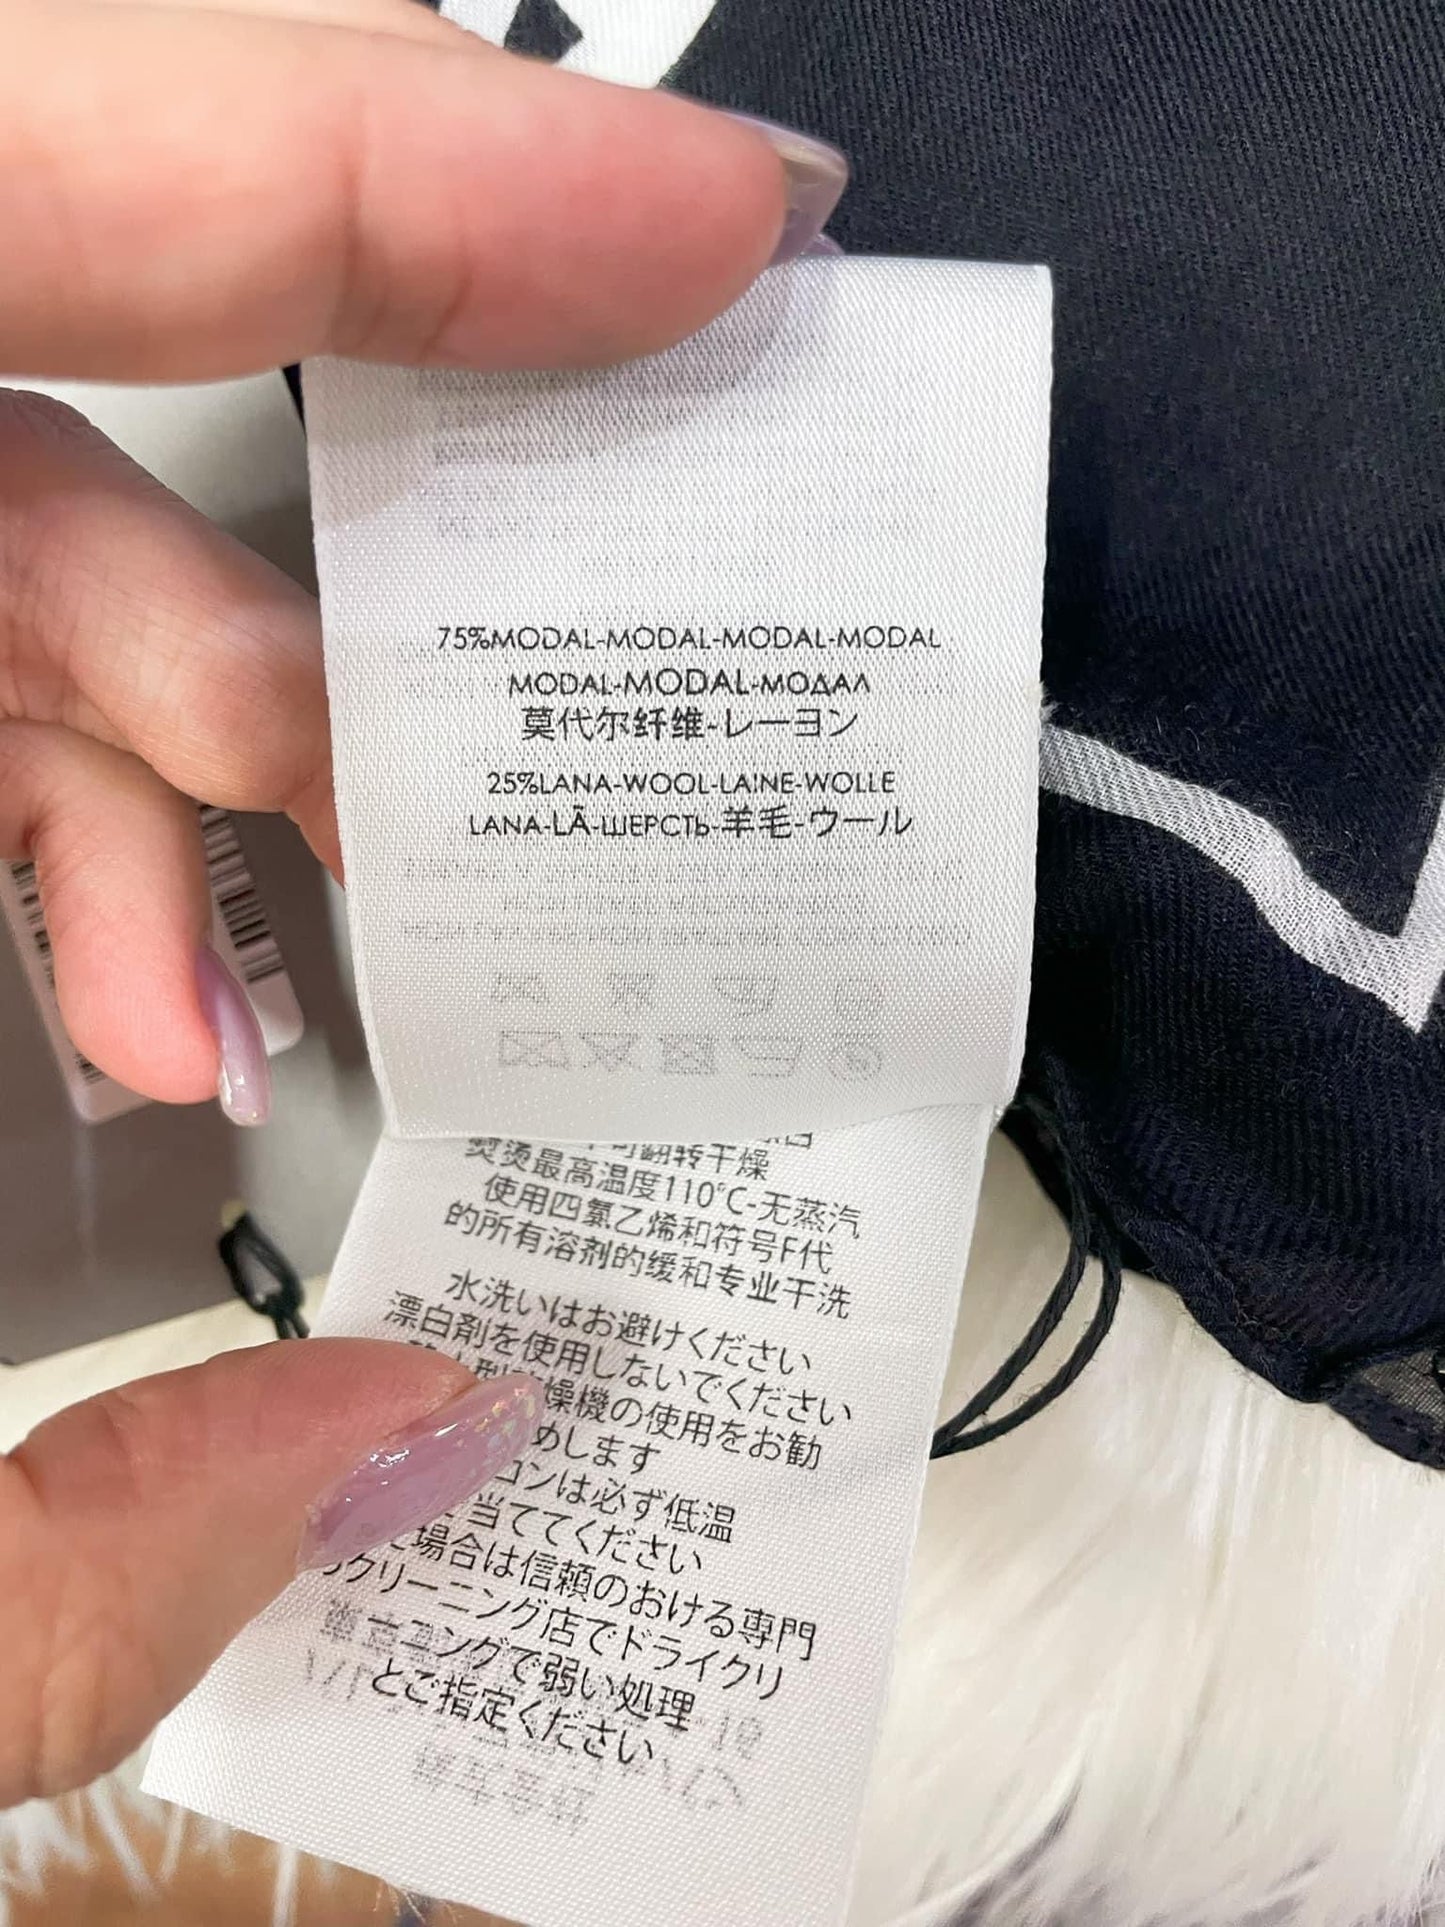 75%MODAL-MODAL-MODAL-MODAL
MODAL-MODAL-МОДАЛ
莫代尔纤维-レーヨン
25%LANA-WOOL-LAINE-WOLLE
LANA-LÃ-ШЕРСТЬ-羊毛-ウール
翻转干燥
熨烫最高温度110°C-无蒸汽
使用四氯乙烯和符号F代
的所有溶剂的缓和专业干洗
水洗いはお避けください
漂白剤を使用しないでください
燥機の使用をお勧
めします
ロンは必ず低温
当ててください
場合は信頼のおける専門
クリーニング店でドライクリ
ーニングで弱い処理
とご指定ください